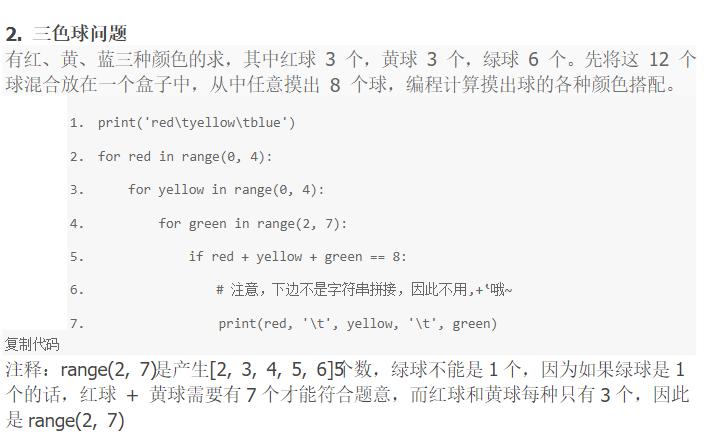 2. 三色球问题
有红、黄、蓝三种颜色的求，其中红球 3 个，黄球 3 个，绿球 6 个。先将这 12 个
球混合放在一个盒子中，从中任意摸出 8 个球，编程计算摸出球的各种颜色搭配。
1. print('red\tyellow\tblue')
2. for red in range(0, 4):
3. for yellow in range(0, 4):
4. for green in range(2, 7):
5. if red + yellow + green == 8:
6. # 注意，下边不是字符串拼接，因此不用,+‘哦~
7. print(red, '\t', yellow, '\t', green)
复制代码
注释：range(2, 7)是产生[2, 3, 4, 5, 6]5个数，绿球不能是 1 个，因为如果绿球是 1
个的话，红球 + 黄球需要有 7 个才能符合题意，而红球和黄球每种只有 3 个，因此
是 range(2, 7)